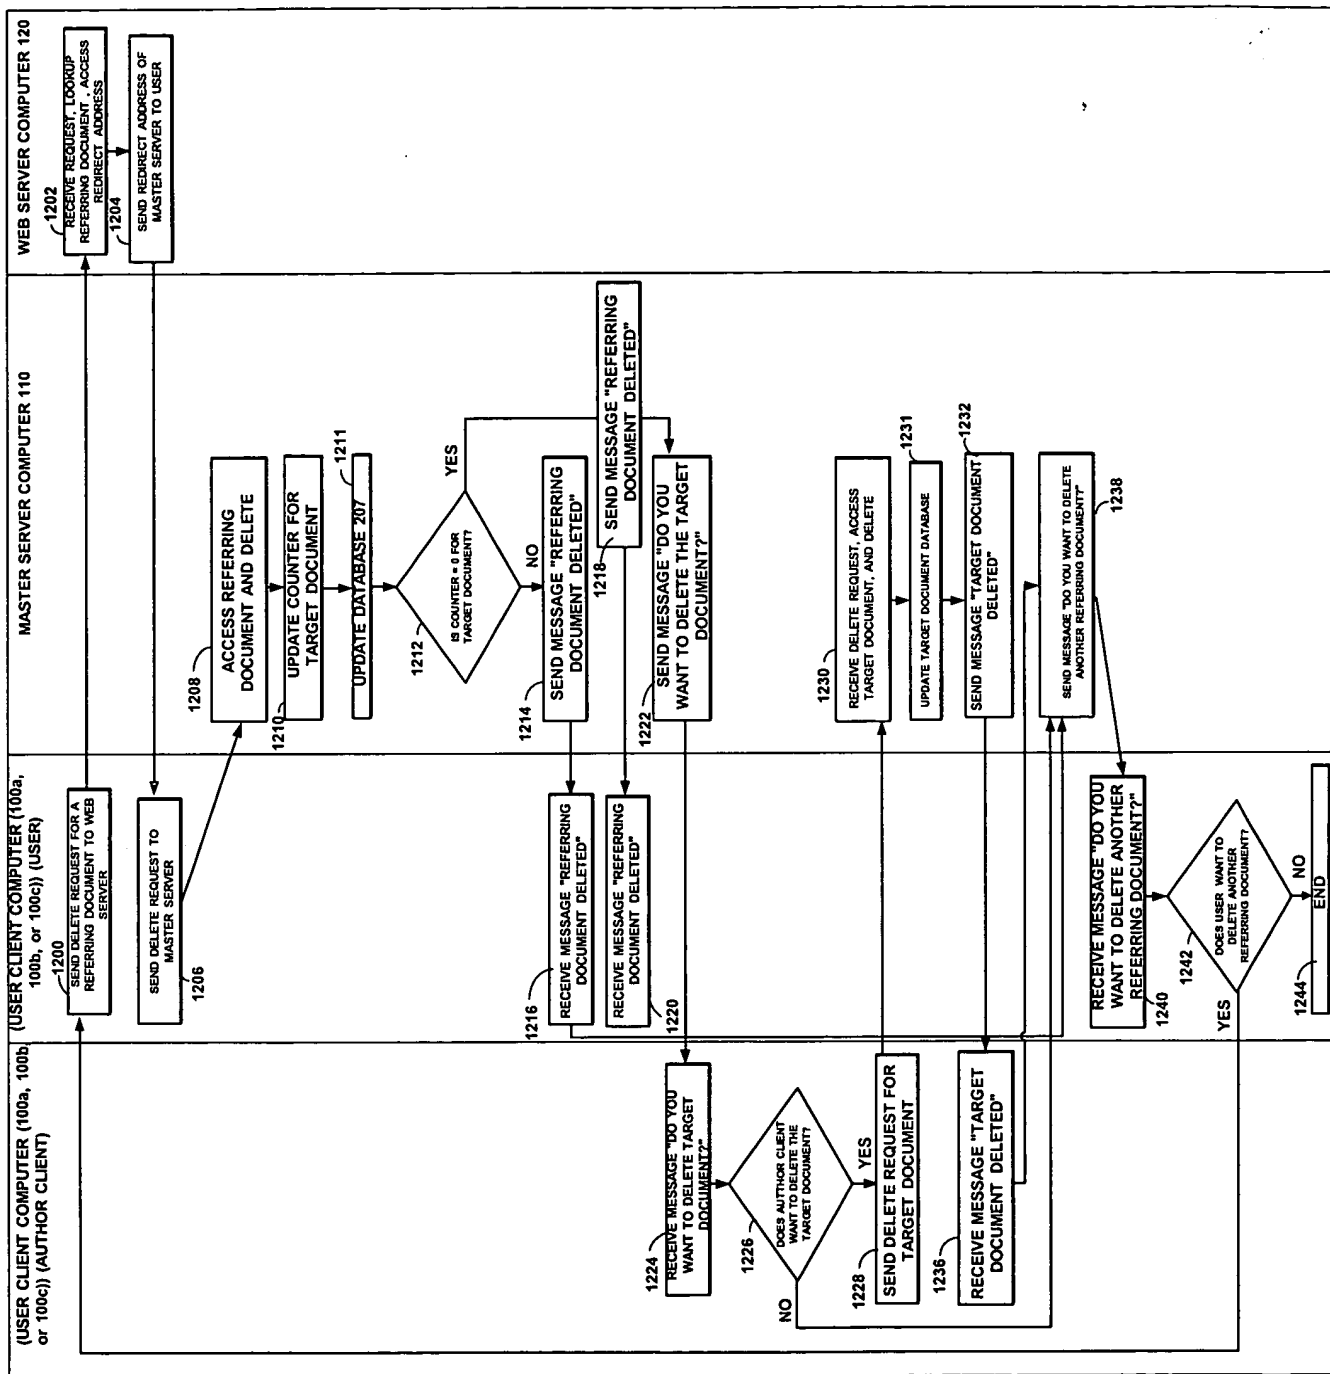 (USER CLIENT COMPUTER (100a, 100b,
or 100c)) (AUTHOR CLIENT)
(USER CLIENT COMPUTER (100a,
100b, or 100c)) (USER)
MASTER SERVER COMPUTER 110
WEB SERVER COMPUTER 120
1200
SEND DELETE REQUEST FOR A
REFERRING DOCUMENT TO WEB
SERVER
1202
RECEIVE REQUEST, LOOKUP
REFERRING DOCUMENT, ACCESS
REDIRECT ADDRESS
1204
SEND REDIRECT ADDRESS OF
MASTER SERVER TO USER
SEND DELETE REQUEST TO
MASTER SERVER
1206
1208
ACCESS REFERRING
DOCUMENT AND DELETE
1210
UPDATE COUNTER FOR
TARGET DOCUMENT
1211
UPDATE DATABASE 207
1212
IS COUNTER = 0 FOR
TARGET DOCUMENT?
YES
NO
1214
SEND MESSAGE "REFERRING
DOCUMENT DELETED"
1216
RECEIVE MESSAGE "REFERRING
DOCUMENT DELETED"
1218
SEND MESSAGE "REFERRING
DOCUMENT DELETED"
RECEIVE MESSAGE "REFERRING
DOCUMENT DELETED"
1220
1222
SEND MESSAGE "DO YOU
WANT TO DELETE THE TARGET
DOCUMENT?"
1224
RECEIVE MESSAGE "DO YOU
WANT TO DELETE TARGET
DOCUMENT?"
1226
DOES AUTTHOR CLIENT
WANT TO DELETE THE
TARGET DOCUMENT?
NO
YES
1228
SEND DELETE REQUEST FOR
TARGET DOCUMENT
1230
RECEIVE DELETE REQUEST, ACCESS
TARGET DOCUMENT, AND DELETE
1231
UPDATE TARGET DOCUMENT DATABASE
1232
SEND MESSAGE "TARGET DOCUMENT
DELETED"
1236
RECEIVE MESSAGE "TARGET
DOCUMENT DELETED"
1238
SEND MESSAGE "DO YOU WANT TO DELETE
ANOTHER REFERRING DOCUMENT?"
RECEIVE MESSAGE "DO YOU
WANT TO DELETE ANOTHER
REFERRING DOCUMENT?"
1240
1242
DOES USER WANT TO
DELETE ANOTHER
REFERRING DOCUMENT?
YES
NO
1244
END